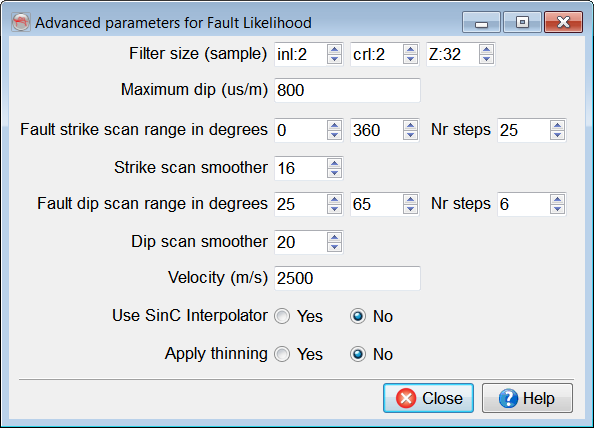 Advanced parameters for Fault Likelihood
Filter size (sample) inl:2 crl:2 Z:32
Maximum dip (us/m) 800
Fault strike scan range in degrees 0 360 Nr steps 25
Strike scan smoother 16
Fault dip scan range in degrees 25 65 Nr steps 6
Dip scan smoother 20
Velocity (m/s) 2500
Use SinC Interpolator Yes No
Apply thinning Yes No
Close ? Help